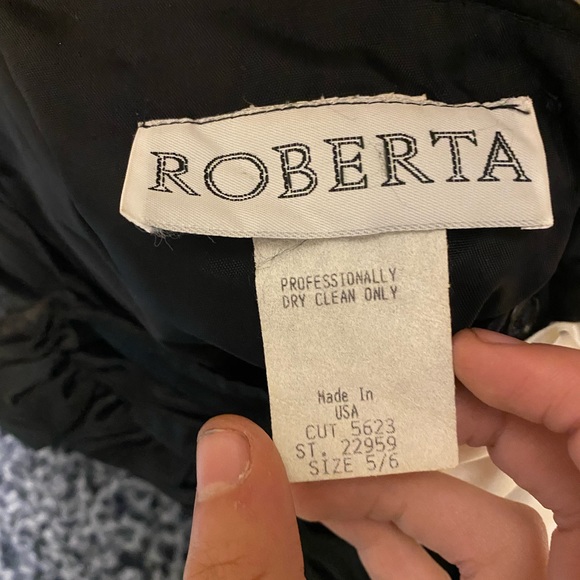 ROBERTA
PROFESSIONALLY
DRY CLEAN ONLY
Made In
USA
CUT 5623
ST. 22959
SIZE 5/6